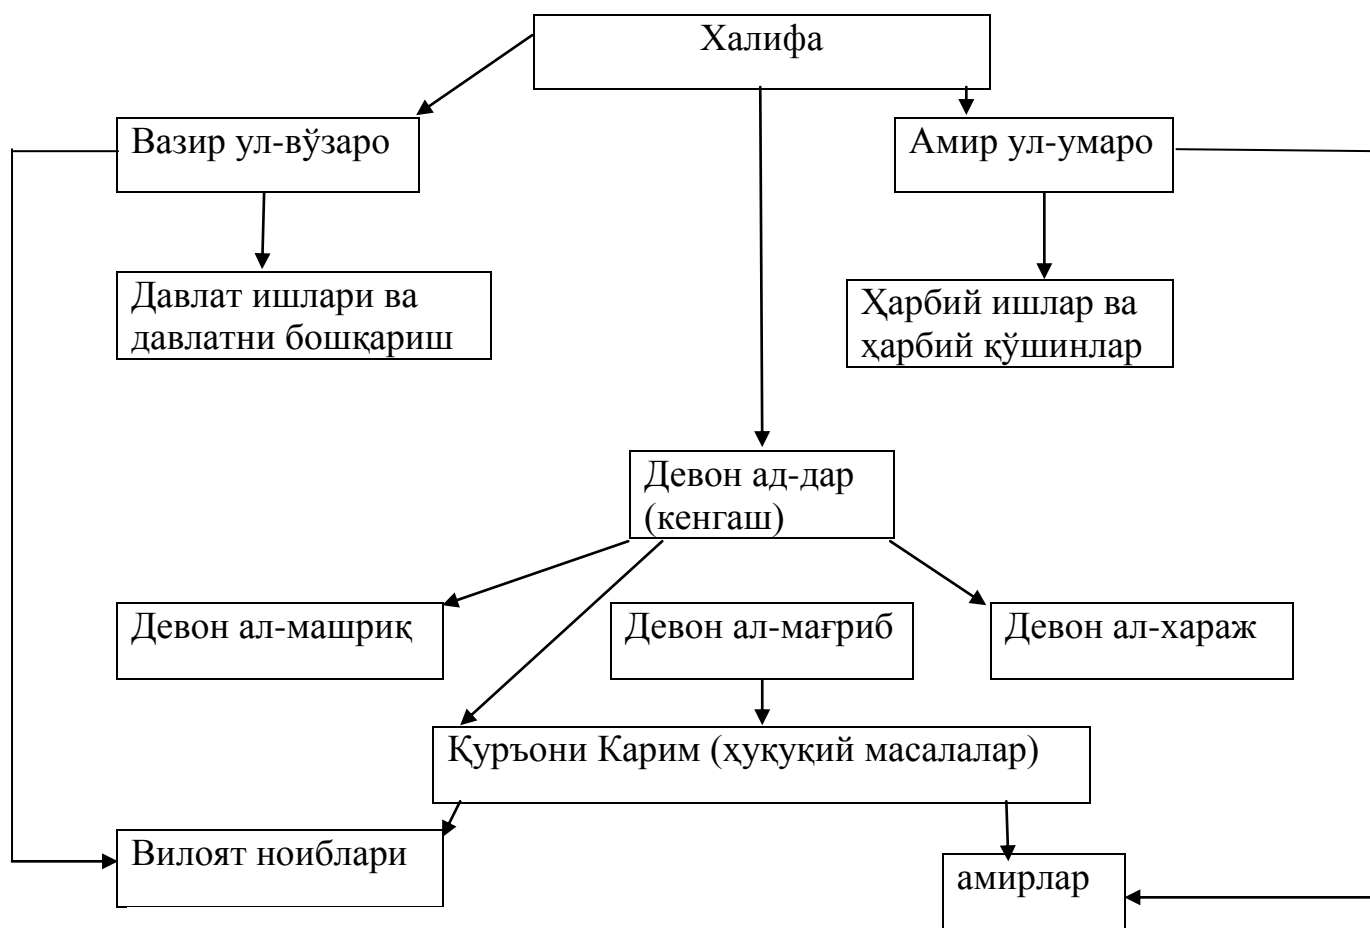 Халифа
Вазир ул-вўзаро
Амир ул-умаро
Давлат ишлари ва
давлатни бошқариш
Ҳарбий ишлар ва
ҳарбий қўшинлар
Девон ад-дар
(кенгаш)
Девон ал-машриқ
Девон ал-мағриб
Девон ал-хараж
Қуръони Карим (ҳуқуқий масалалар)
Вилоят ноиблари
амирлар